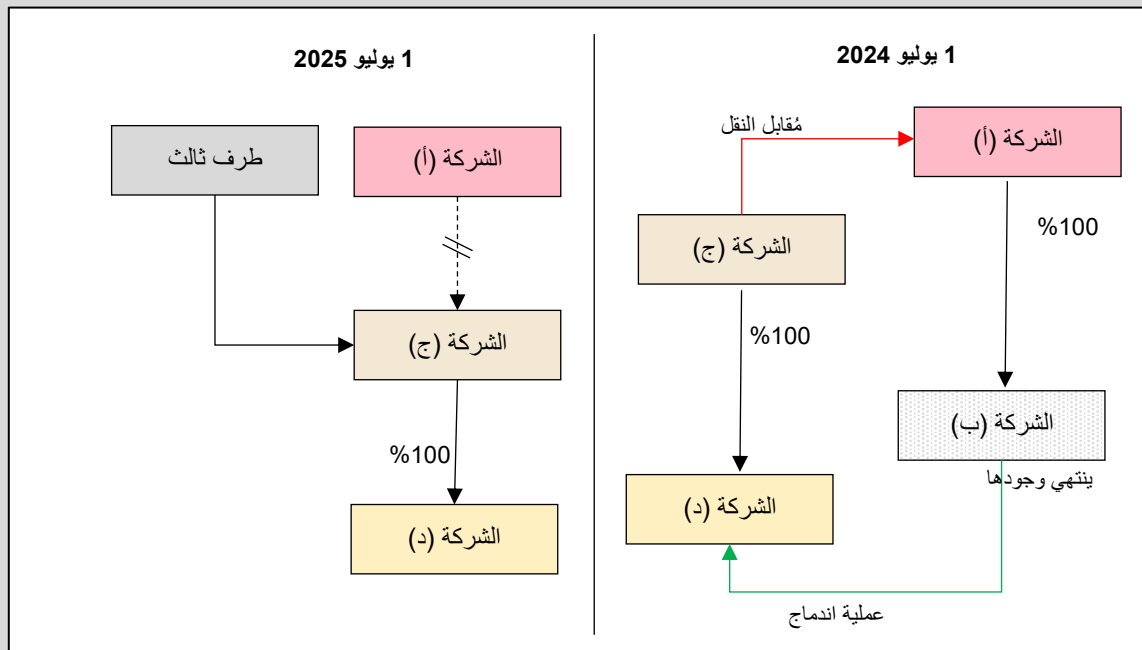 1 يوليو 2024
الشركة (أ)
مُقابل النقل
%100
الشركة (ج)
%100
الشركة (ب)
ينتهي وجودها
الشركة (د)
عملية اندماج
1 يوليو 2025
الشركة (أ)
طرف ثالث
الشركة (ج)
%100
الشركة (د)